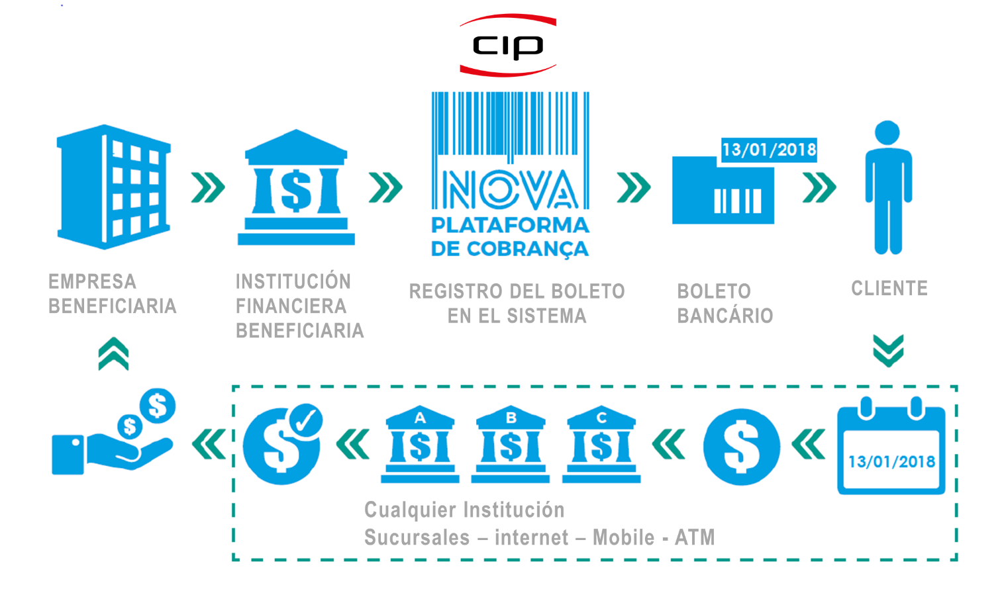 cip
NOVA
PLATAFORMA
DE COBRANÇA
13/01/2018
$
EMPRESA
BENEFICIARIA
INSTITUCIÓN
FINANCIERA
BENEFICIARIA
REGISTRO DEL BOLETO
EN EL SISTEMA
BOLETO
BANCÁRIO
CLIENTE
$
$
$
A
$
B
$
C
$
$
13/01/2018
Cualquier Institución
Sucursales – internet – Mobile - ATM